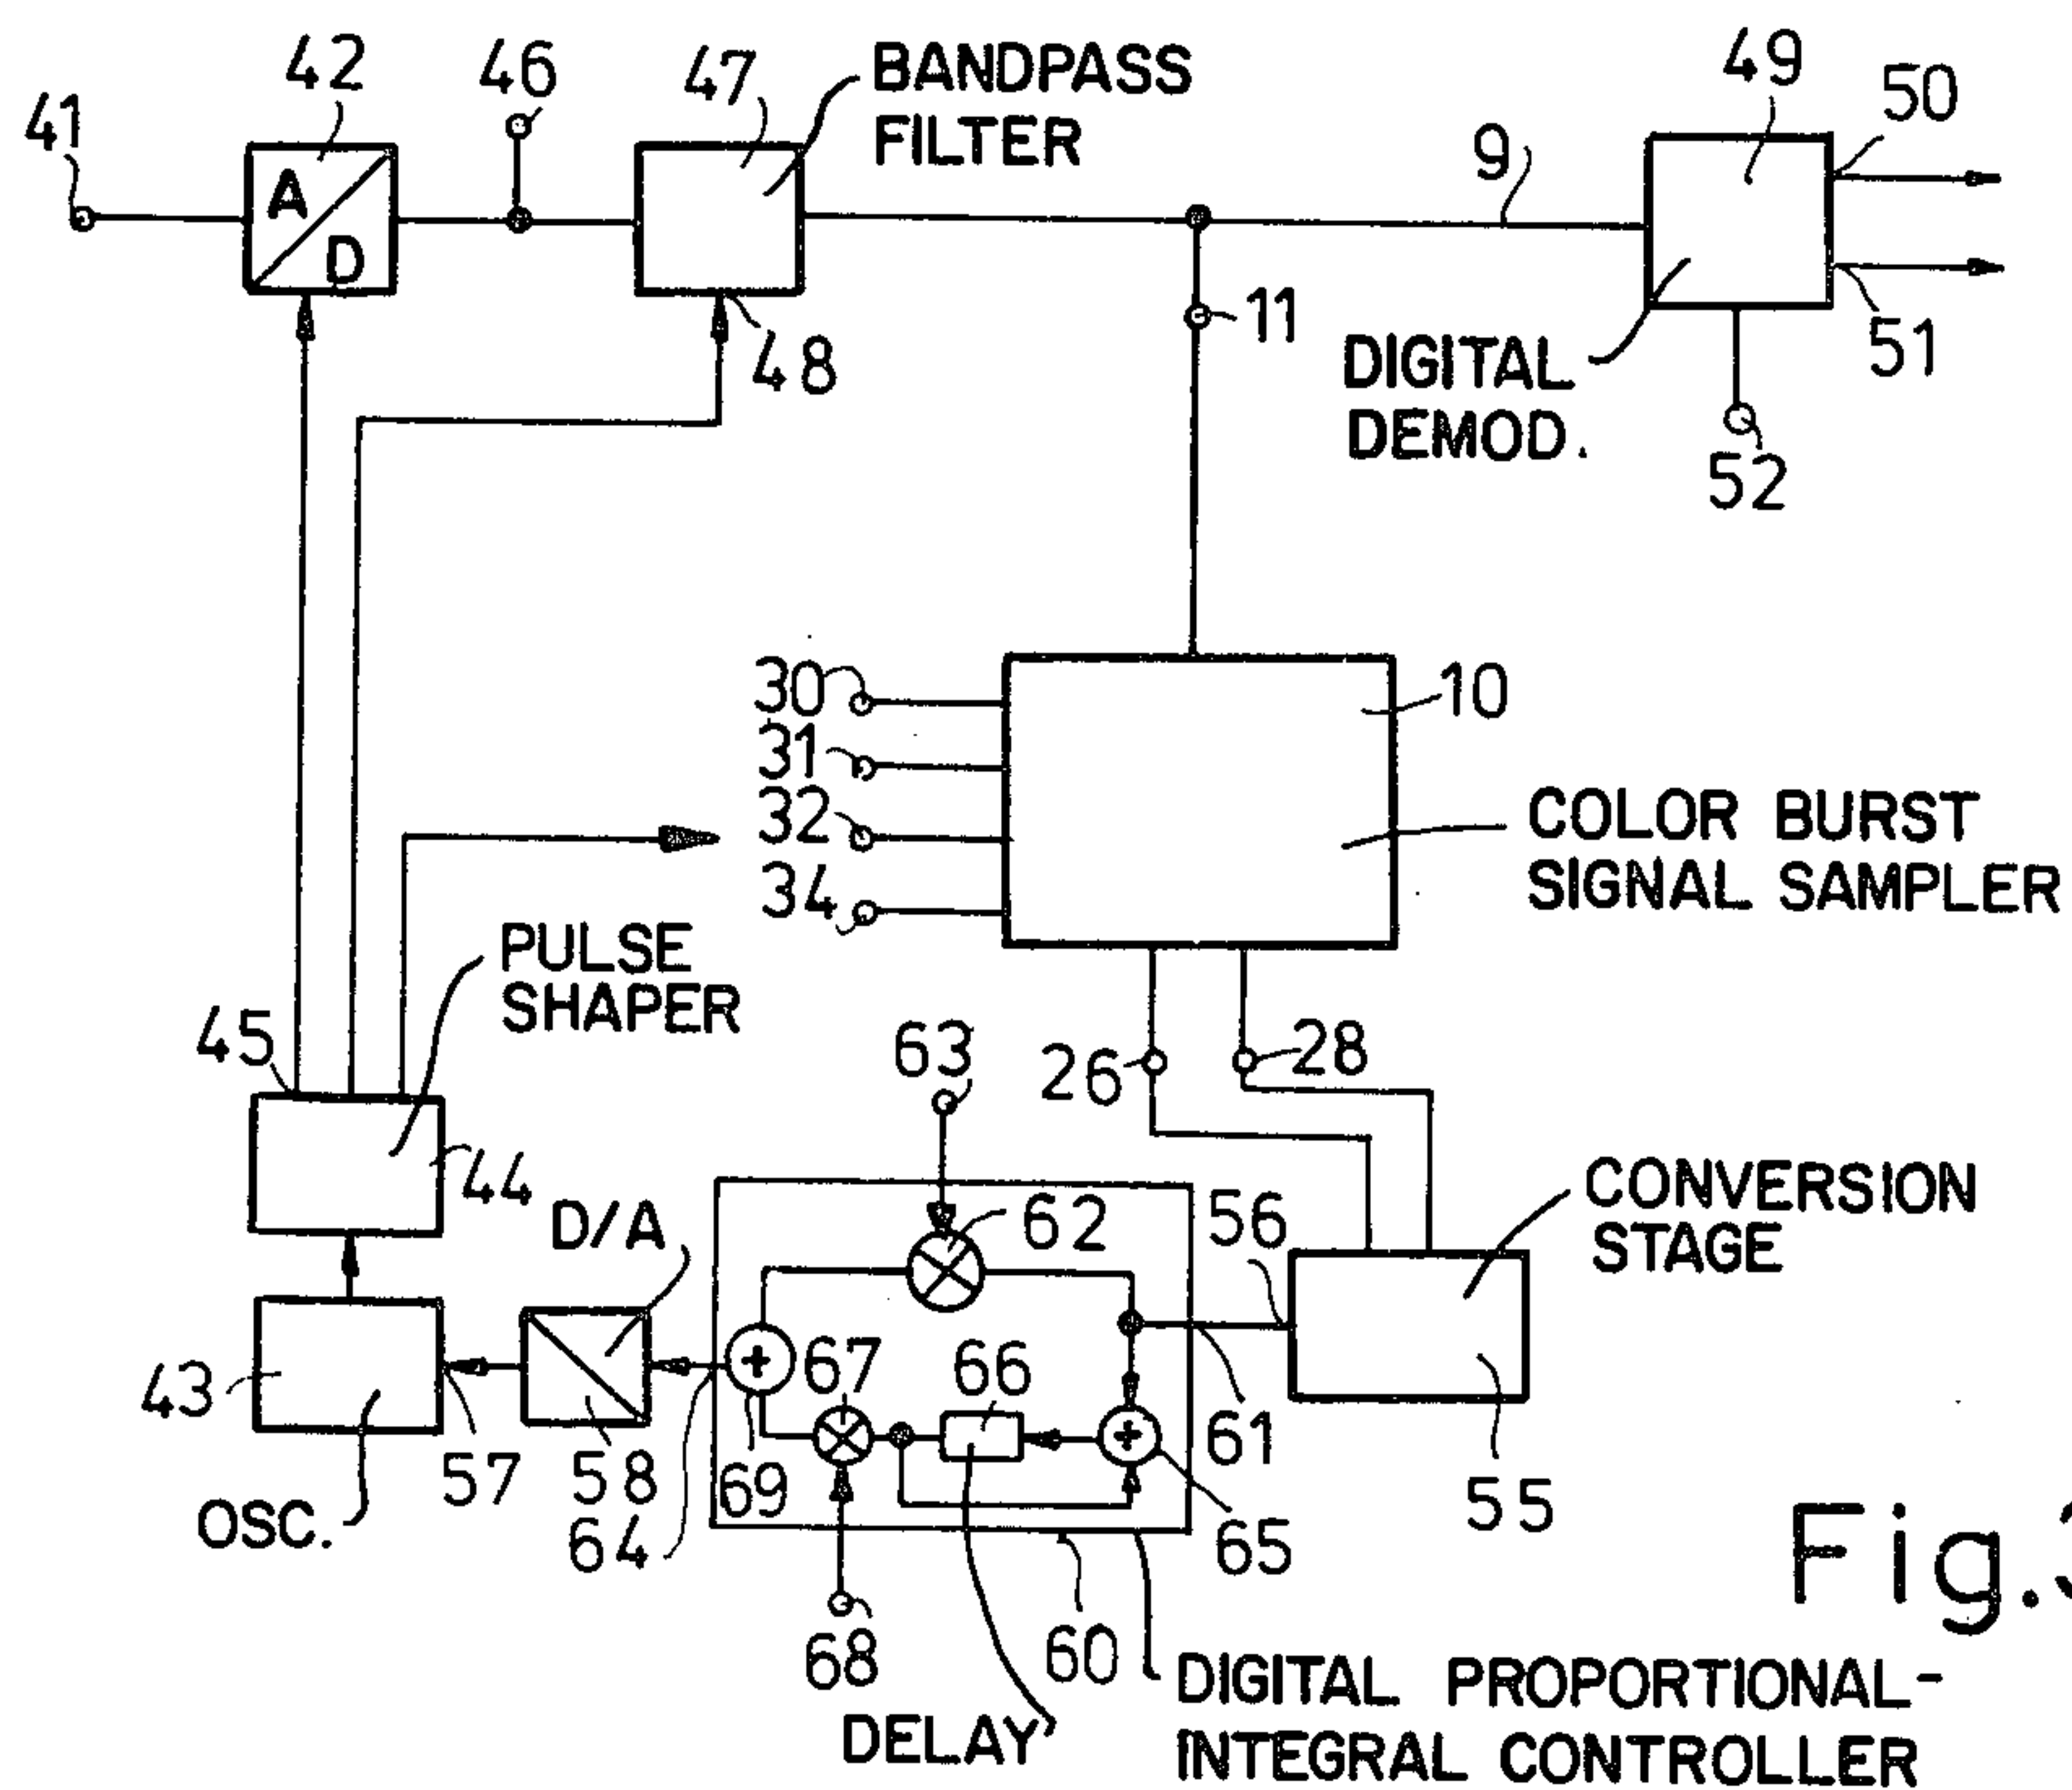 41
42
A
D
46
47
BANDPASS
FILTER
48
9
49
50
51
52
DIGITAL
DEMOD.
11
30
31
32
34
10
COLOR BURST
SIGNAL SAMPLER
PULSE
SHAPER
45
44
63
26
28
D/A
62
56
CONVERSION
STAGE
43
67
66
61
57
58
69
64
65
55
OSC.
68
60
DELAY
DIGITAL PROPORTIONAL-
INTEGRAL CONTROLLER
Fig.